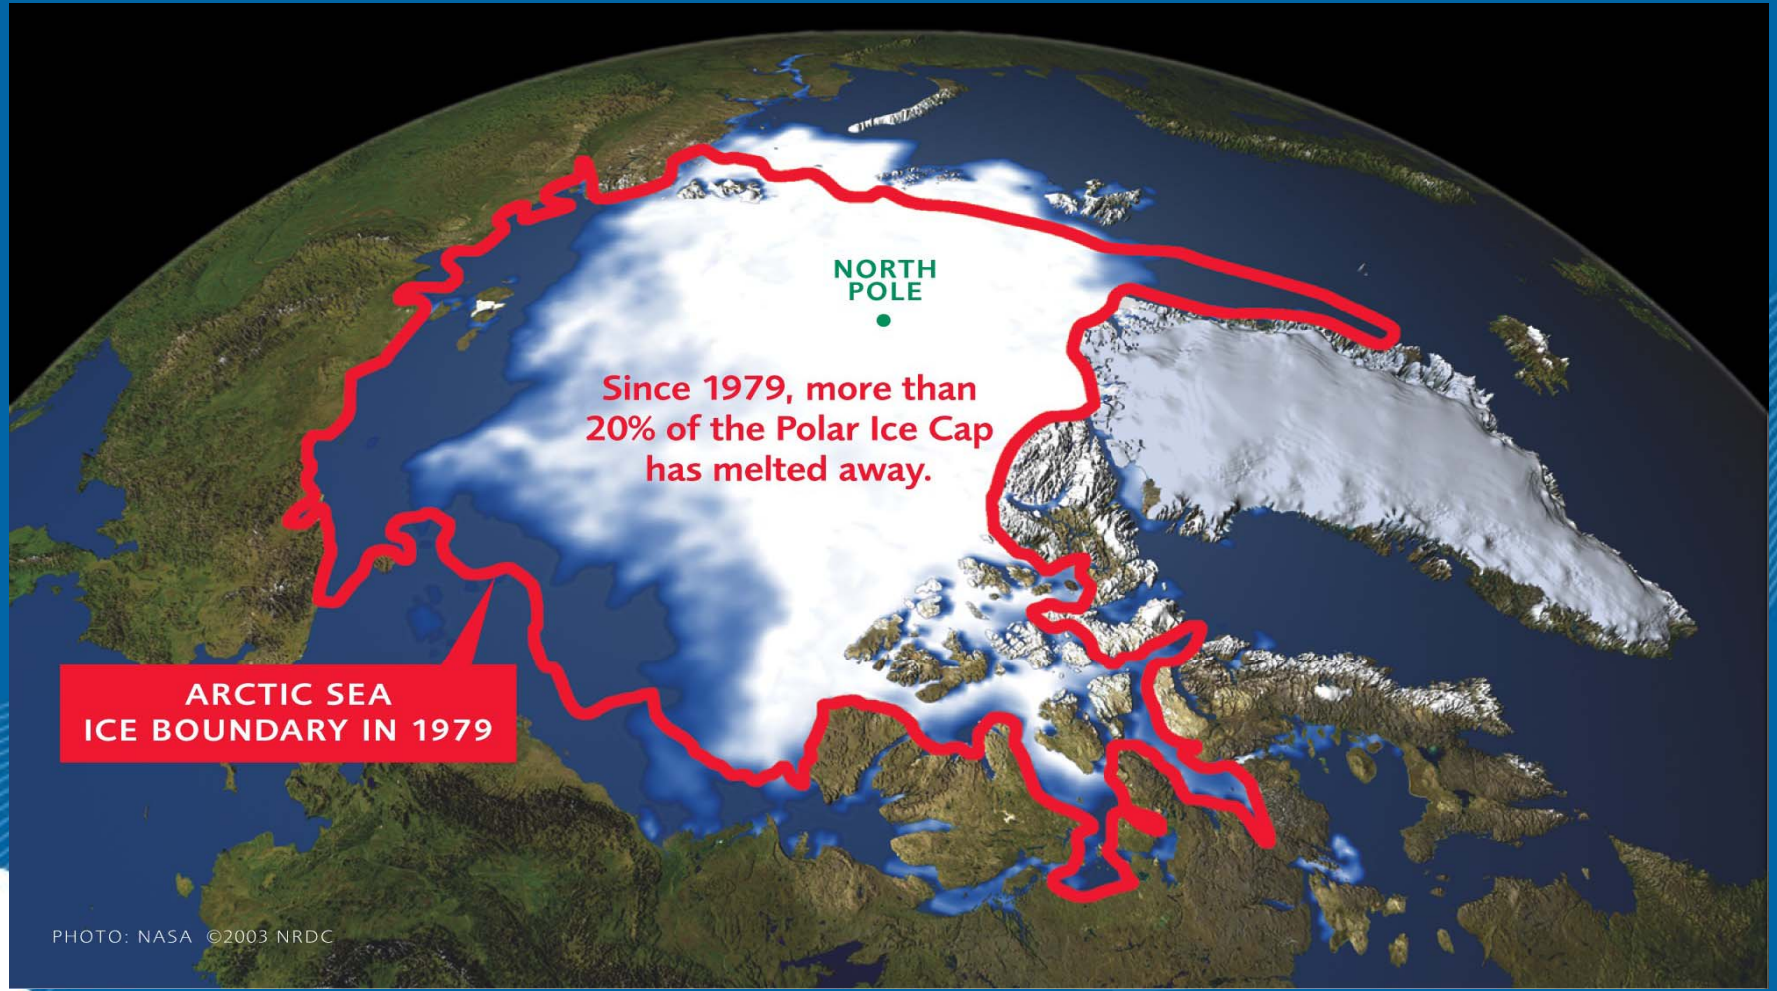 NORTH
POLE
Since 1979, more than
20% of the Polar Ice Cap
has melted away.
ARCTIC SEA
ICE BOUNDARY IN 1979
PHOTO: NASA ©2003 NRDC